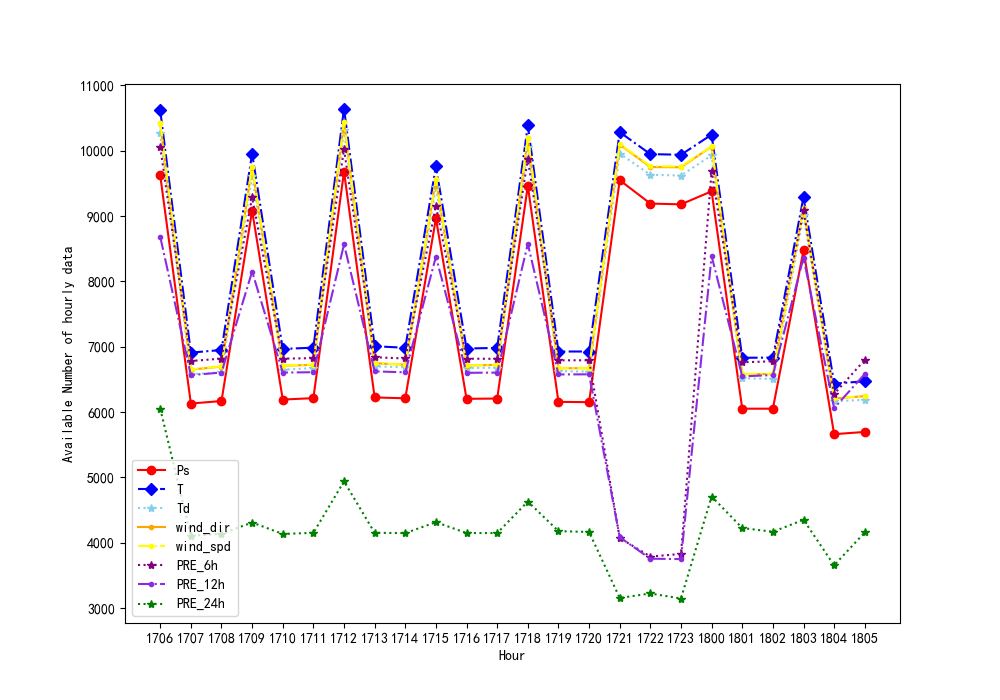 11000
10000
9000
8000
7000
6000
5000
4000
3000
Available Number of hourly data
Ps
T
Td
wind_dir
wind_spd
PRE_6h
PRE_12h
PRE_24h
1706 1707 1708 1709 1710 1711 1712 1713 1714 1715 1716 1717 1718 1719 1720 1721 1722 1723 1800 1801 1802 1803 1804 1805
Hour